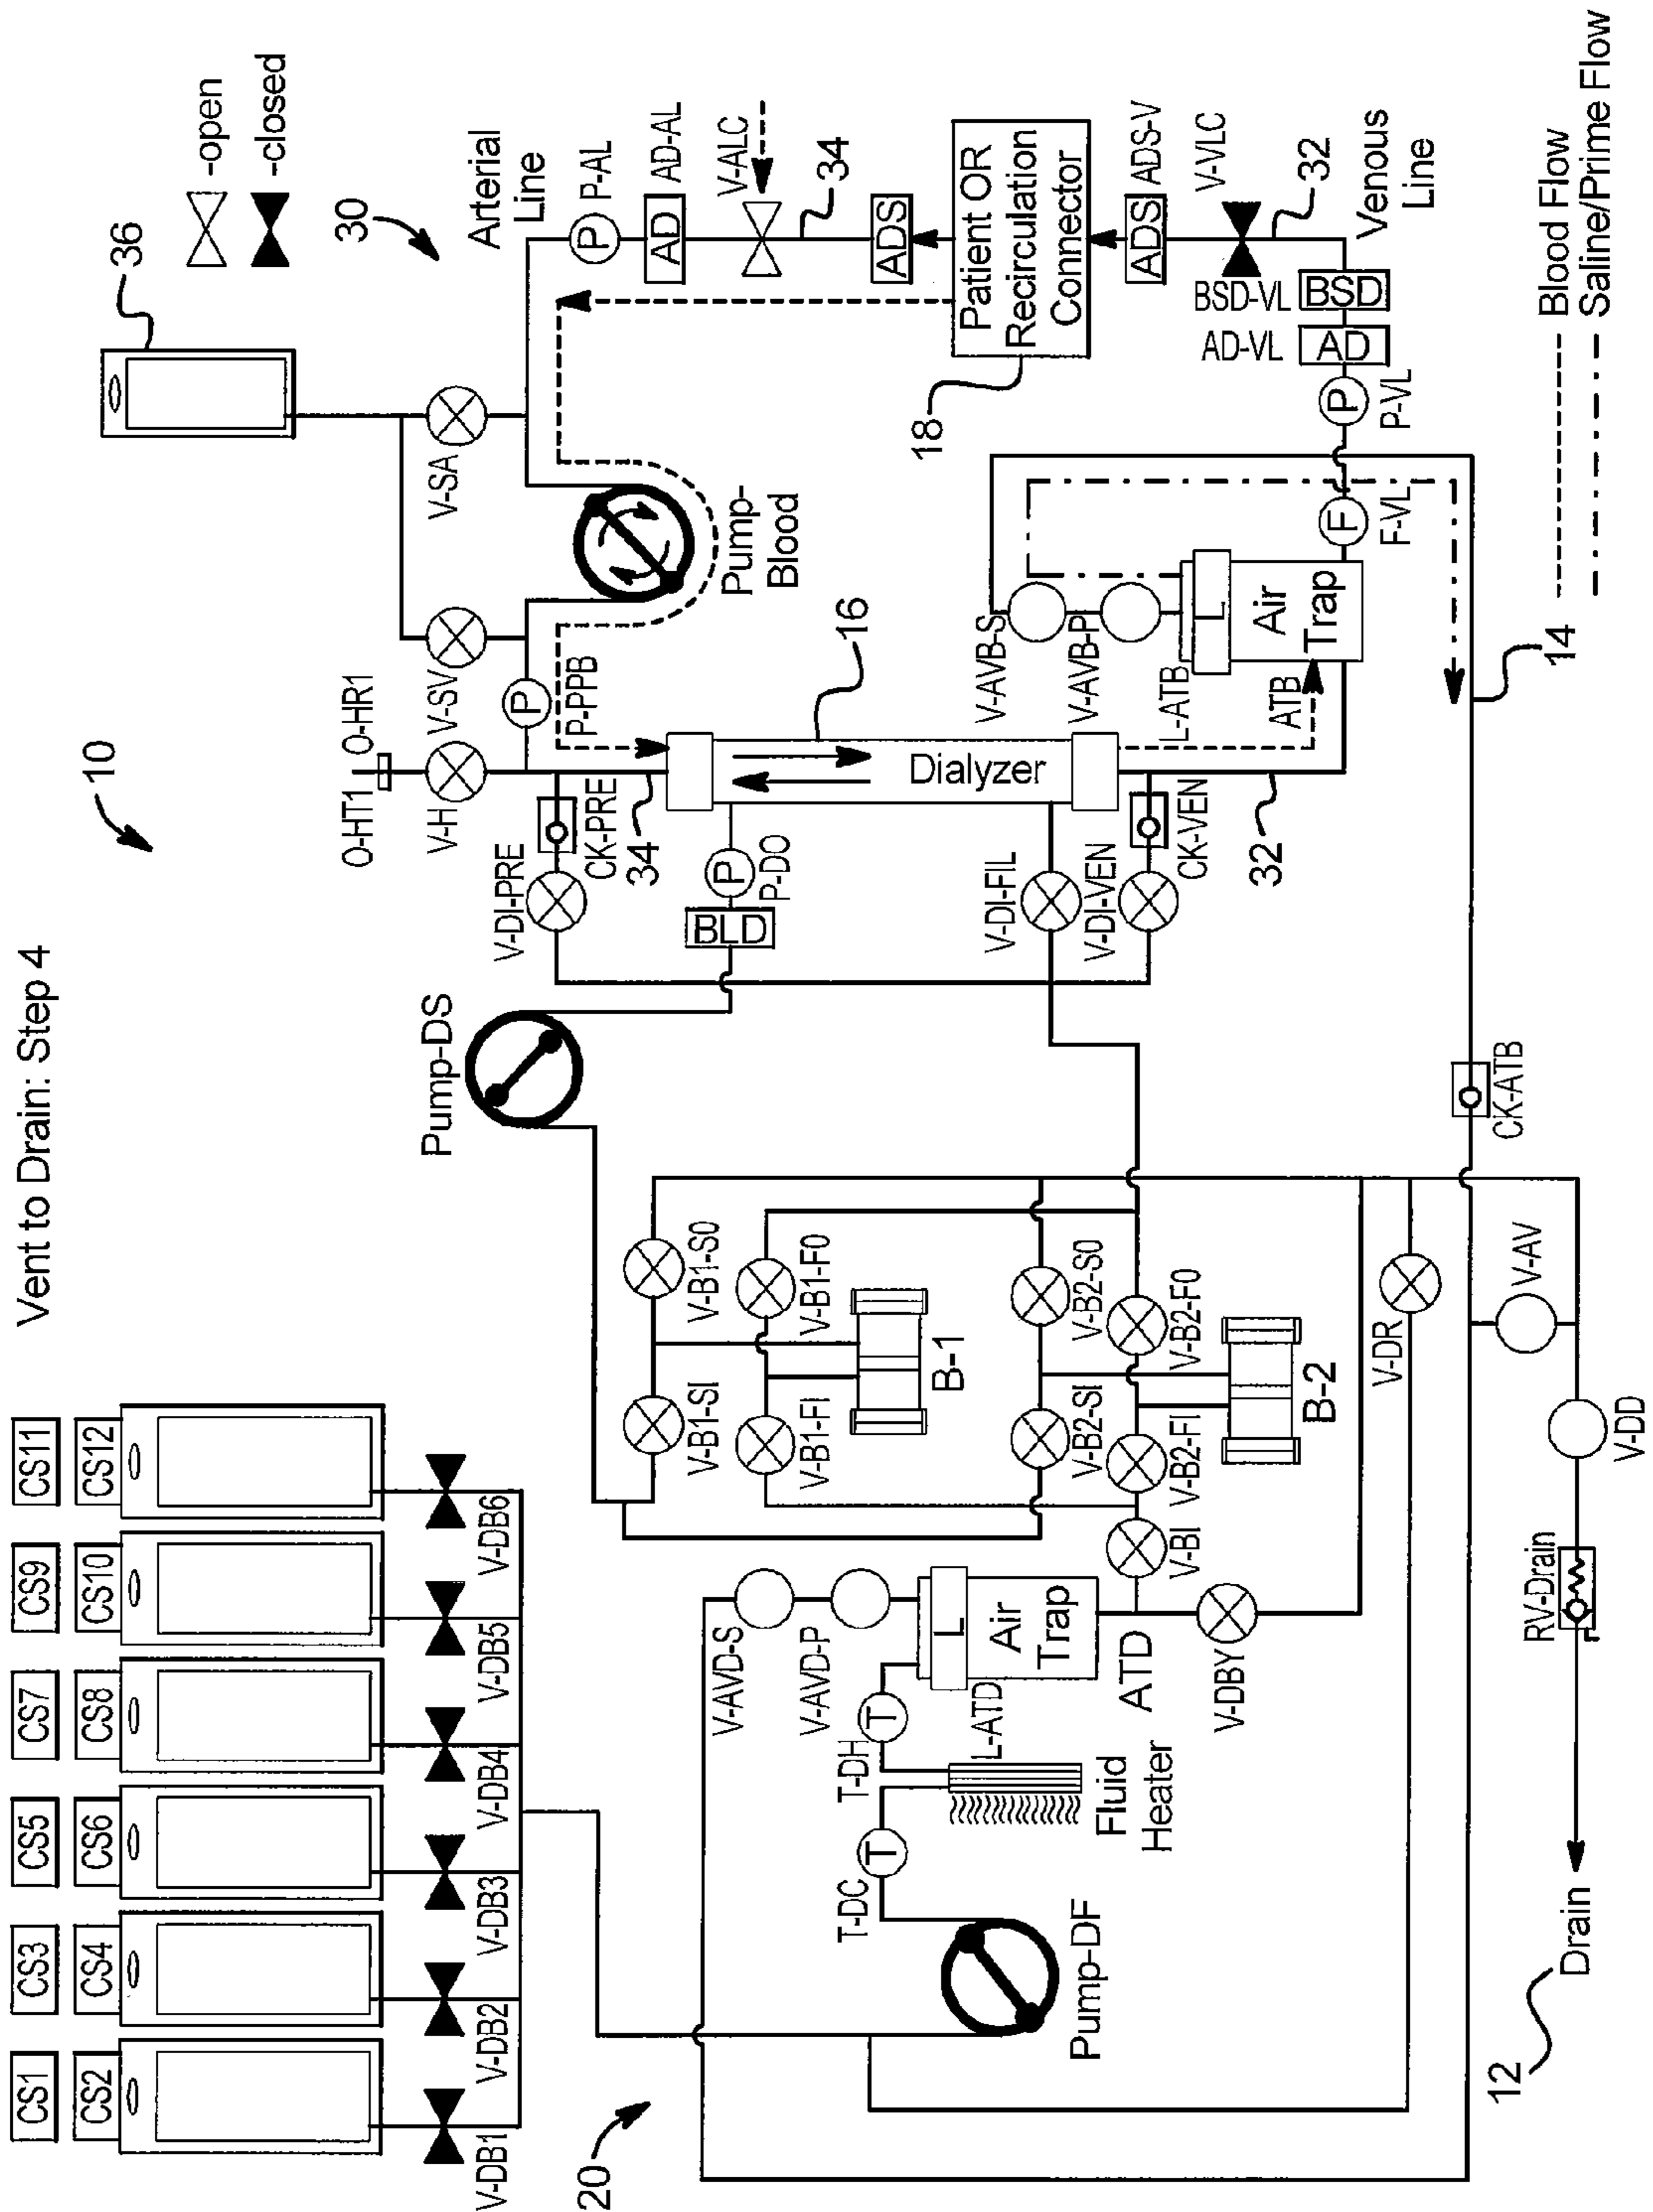 Vent to Drain: Step 4
10
CS1
CS3
CS5
CS7
CS9
CS11
CS2
CS4
CS6
CS8
CS10
CS12
V-DB1
V-DB2
V-DB3
V-DB4
V-DB5
V-DB6
20
Pump-DS
O-HT1
O-HR1
V-H
V-SV
V-SA
36
-open
-closed
30
Arterial
Line
P
P-AL
AD
AD-AL
V-ALC
34
ADS
Patient OR
Recirculation
Connector
18
ADS
ADS-V
V-VLC
32
Venous
Line
BSD-VL
BSD
AD-VL
AD
P
P-VL
F
F-VL
Pump-
Blood
P
P-PPB
V-DI-PRE
CK-PRE
34
16
Dialyzer
BLD
P
P-DO
V-DI-FIL
V-DI-VEN
CK-VEN
32
V-AVB-S
V-AVB-P
L-ATB
L
Air
Trap
ATB
14
Blood Flow
Saline/Prime Flow
V-B1-SI
V-B1-S0
V-B1-FI
V-B1-F0
B-1
V-B2-SI
V-B2-S0
V-B2-FI
V-B2-F0
B-2
V-BI
V-AVD-S
V-AVD-P
L
Air
Trap
L-ATD
ATD
V-DBY
T
T-DH
T
T-DC
Fluid
Heater
Pump-DF
V-DR
CK-ATB
V-AV
V-DD
RV-Drain
Drain
12